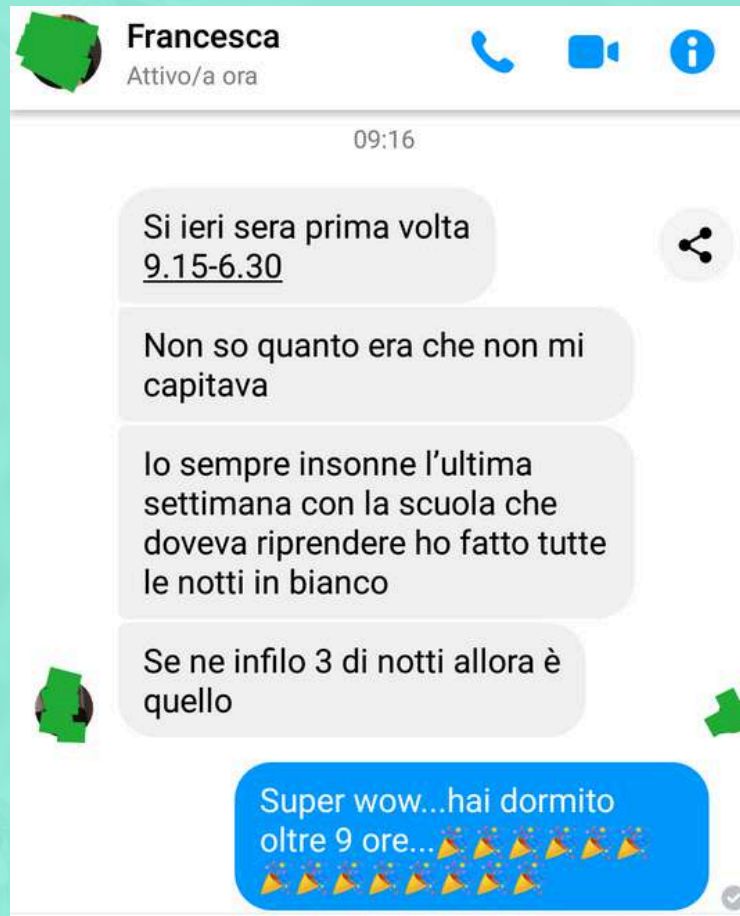 Francesca
Attivo/a ora
09:16
Si ieri sera prima volta
9.15-6.30
Non so quanto era che non mi
capitava
Io sempre insonne l'ultima
settimana con la scuola che
doveva riprendere ho fatto tutte
le notti in bianco
Se ne infilo 3 di notti allora è
quello
Super wow...hai dormito
oltre 9 ore...🎉🎉🎉🎉🎉🎉
🎉🎉🎉🎉🎉🎉🎉🎉